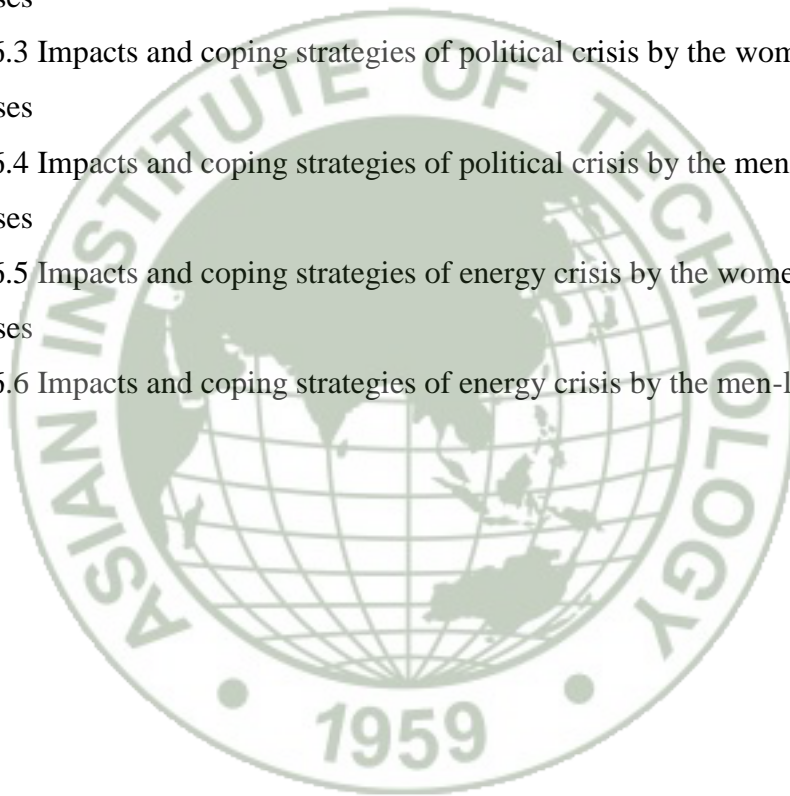 ses
6.3 Impacts and coping strategies of political crisis by the wom
ses
6.4 Impacts and coping strategies of political crisis by the men
ses
6.5 Impacts and coping strategies of energy crisis by the wome
ses
6.6 Impacts and coping strategies of energy crisis by the men-l
ASIAN INSTITUTE OF TECHNOLOGY
1959